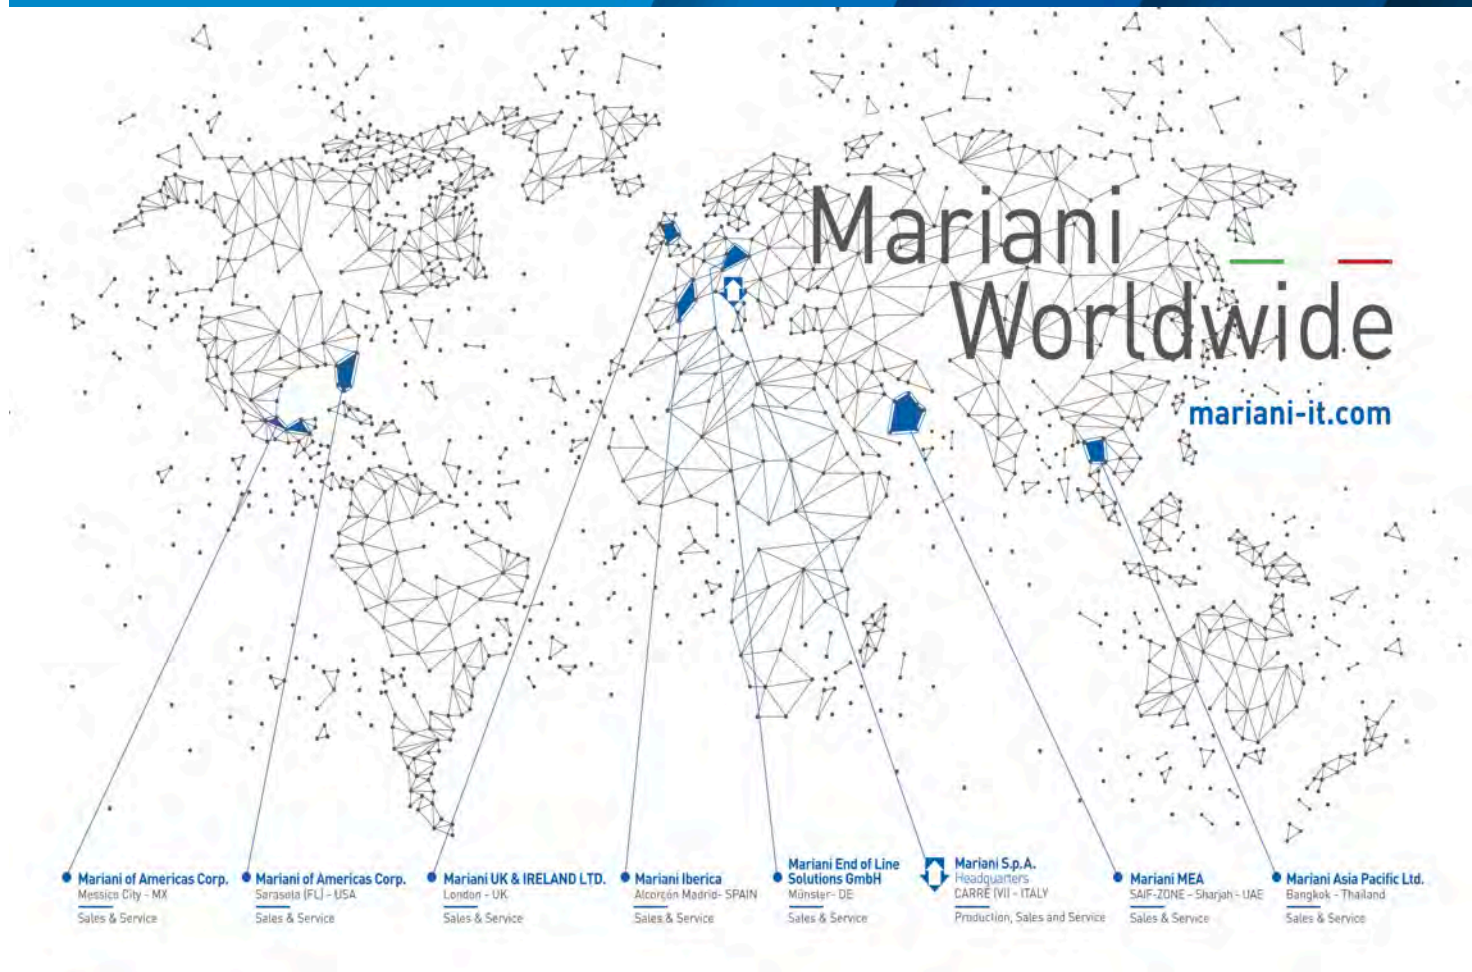 Mariani
Worldwide
mariani-it.com
Mariani of Americas Corp.
Messico City - MX
Sales & Service
Mariani of Americas Corp.
Sarasota (FL) - USA
Sales & Service
Mariani UK & IRELAND LTD.
London - UK
Sales & Service
Mariani Iberica
Alcorcón Madrid- SPAIN
Sales & Service
Mariani End of Line
Solutions GmbH
Münster- DE
Sales & Service
Mariani S.p.A.
Headquarters
CARRÈ (VI) - ITALY
Production, Sales and Service
Mariani MEA
SAIF-ZONE - Sharjah - UAE
Sales & Service
Mariani Asia Pacific Ltd.
Bangkok - Thailand
Sales & Service